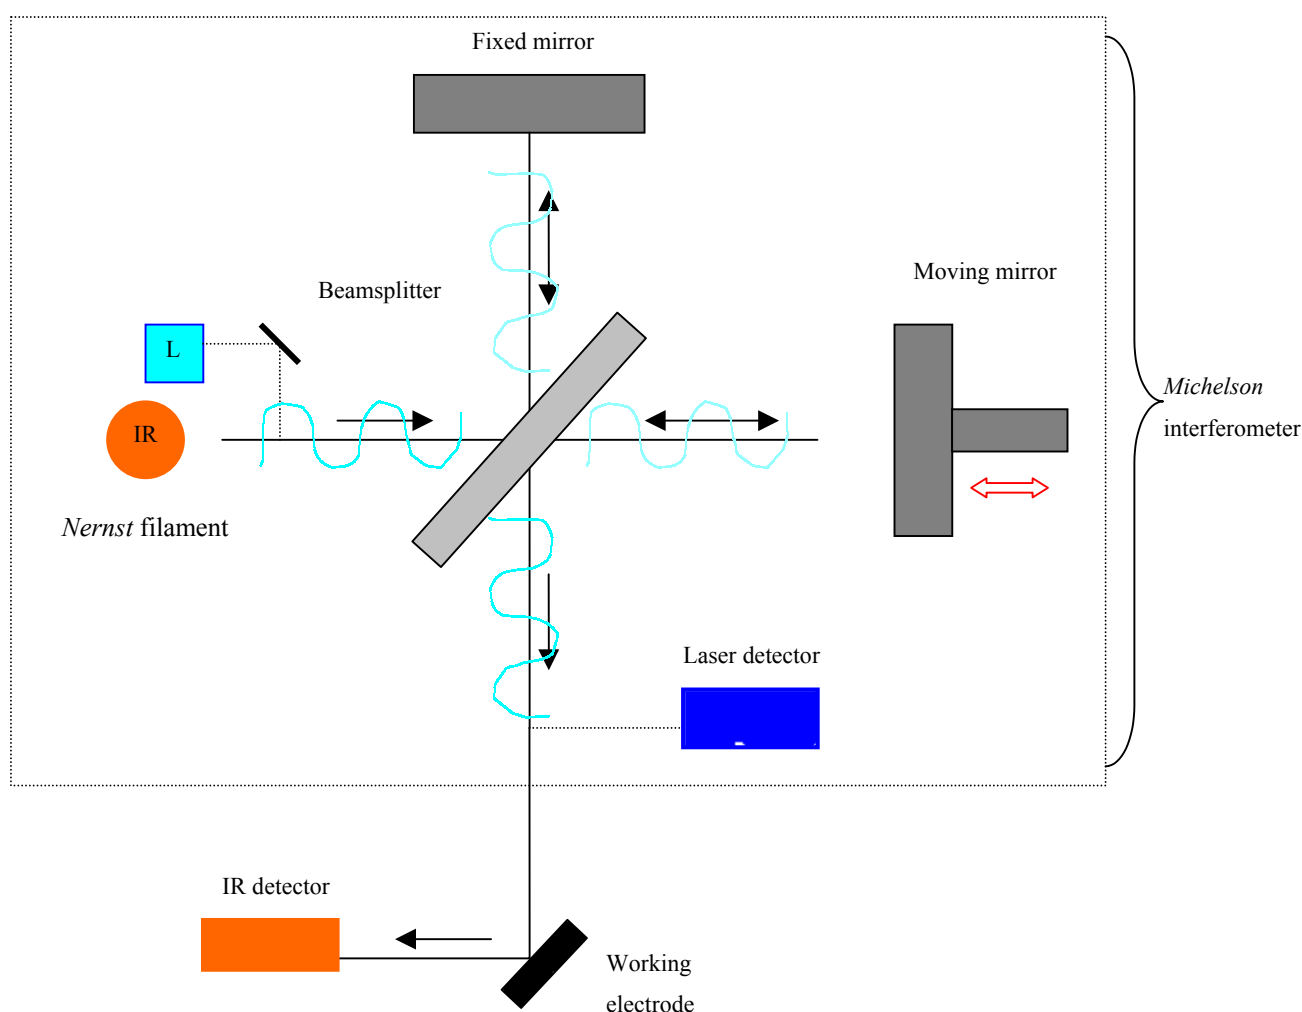 Fixed mirror
Moving mirror
Beamsplitter
L
IR
Michelson
interferometer
Nernst filament
Laser detector
IR detector
Working
electrode